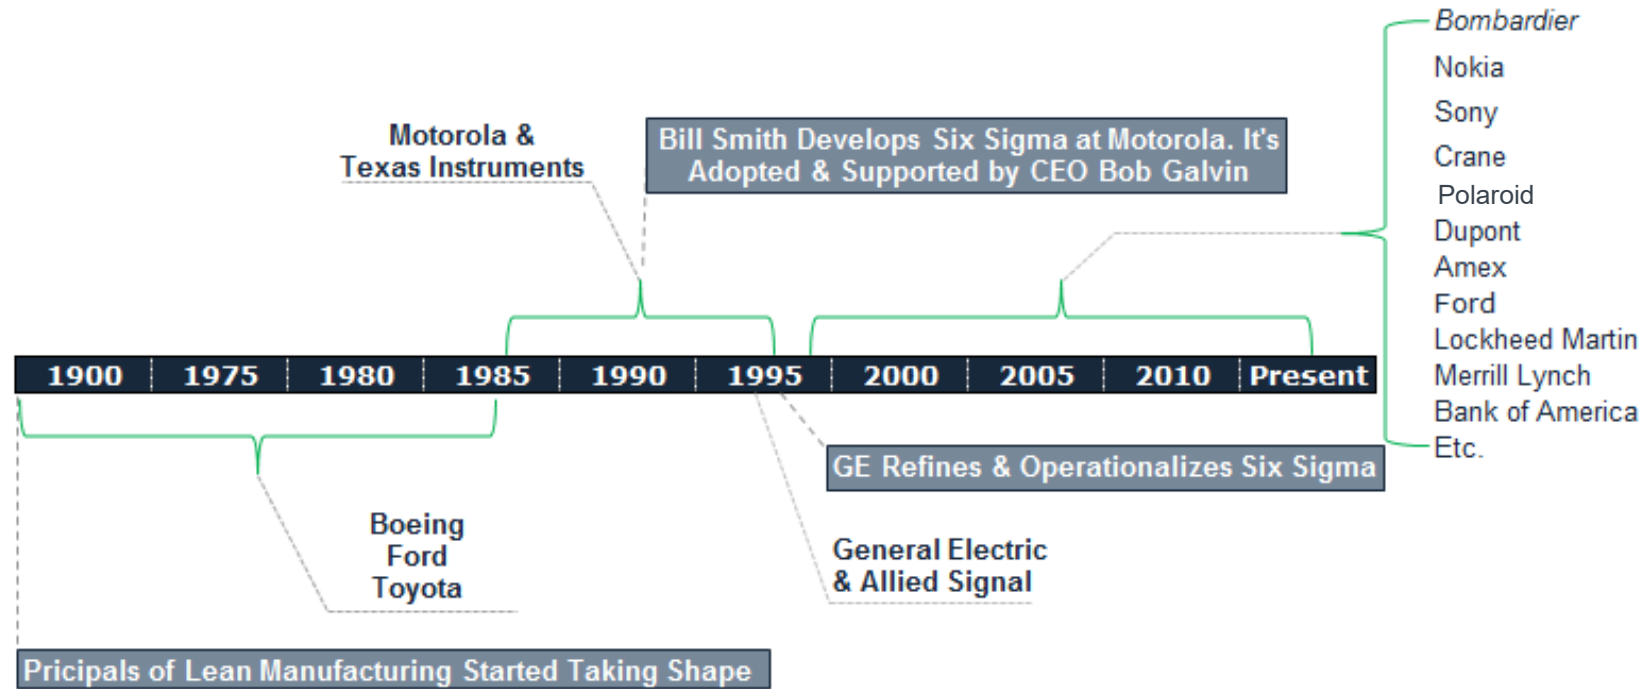 Bombardier
Nokia
Sony
Crane
Polaroid
Dupont
Amex
Ford
Lockheed Martin
Merrill Lynch
Bank of America
Etc.
Motorola &
Texas Instruments
Bill Smith Develops Six Sigma at Motorola. It's
Adopted & Supported by CEO Bob Galvin
1900 1975 1980 1985 1990 1995 2000 2005 2010 Present
GE Refines & Operationalizes Six Sigma
Boeing
Ford
Toyota
General Electric
& Allied Signal
Pricipals of Lean Manufacturing Started Taking Shape